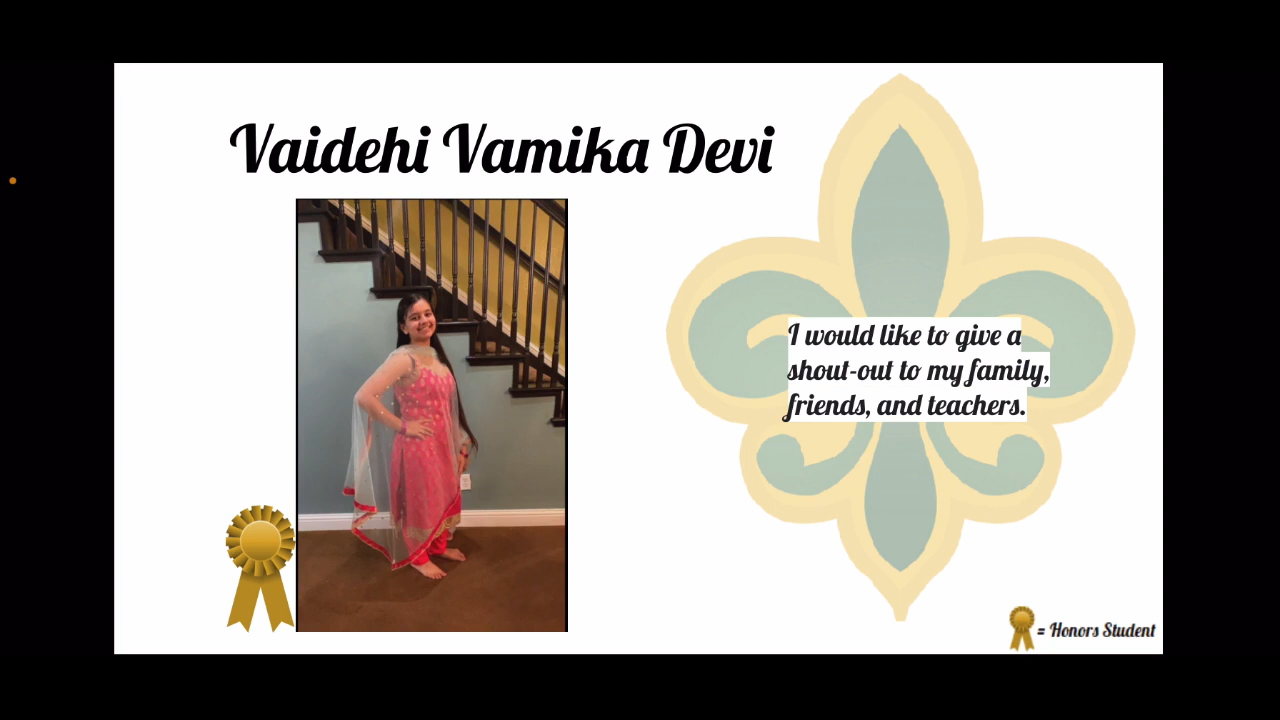 Vaidehi Vamika Devi
I would like to give a
shout-out to my family,
friends, and teachers.
= Honors Student